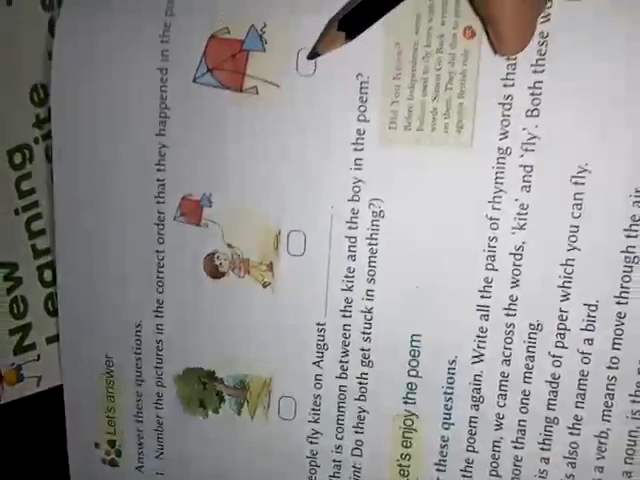 New
Learning
Let's answer
Answer these questions.
1. Number the pictures in the correct order that they happened in the
eople fly kites on August ________.
hat is common between the kite and the boy in the poem?
int: Do they both get stuck in something?)
Did You Know?
Before Independence, some
Indians used to fly kites with
words 'Simon Go Back'
on them. They did this to
against British rule
et's enjoy the poem
these questions.
the poem again. Write all the pairs of rhyming words that
poem, we came across the words, 'kite' and 'fly'. Both these
ore than one meaning.
is a thing made of paper which you can fly.
s also the name of a bird.
a verb, means to move through the air
a noun, is the